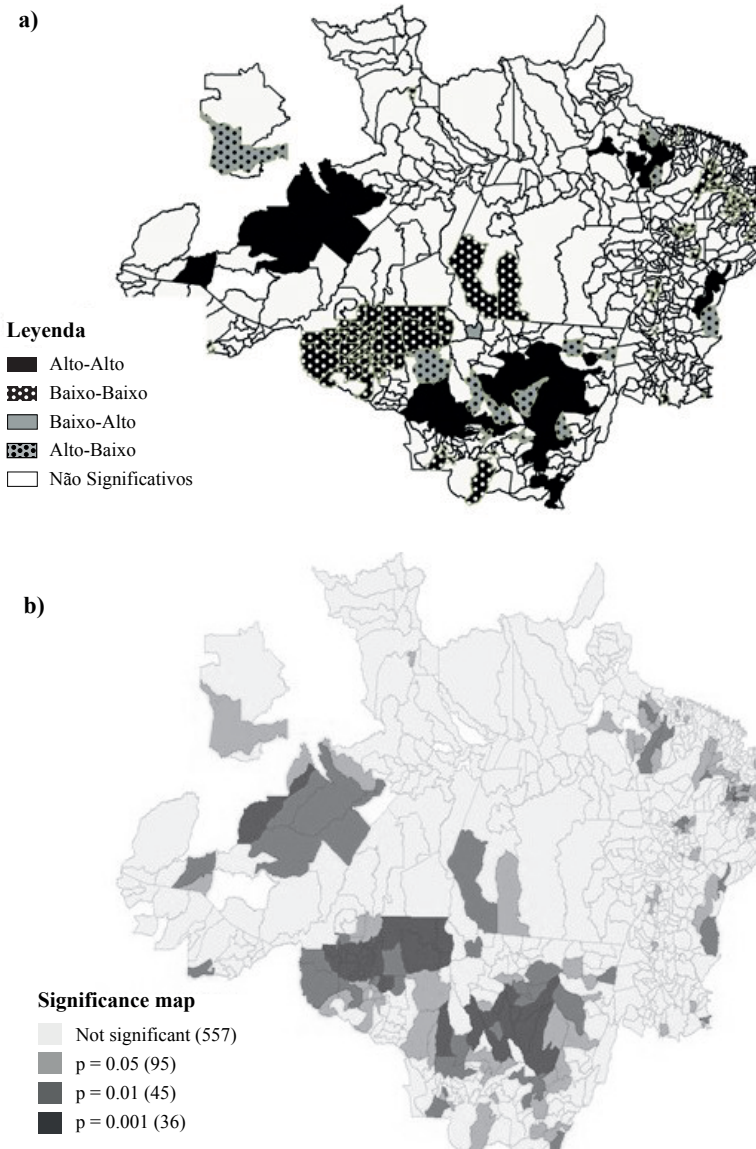 a)
Leyenda
Alto-Alto
Baixo-Baixo
Baixo-Alto
Alto-Baixo
Não Significativos
b)
Significance map
Not significant (557)
p = 0.05 (95)
p = 0.01 (45)
p = 0.001 (36)